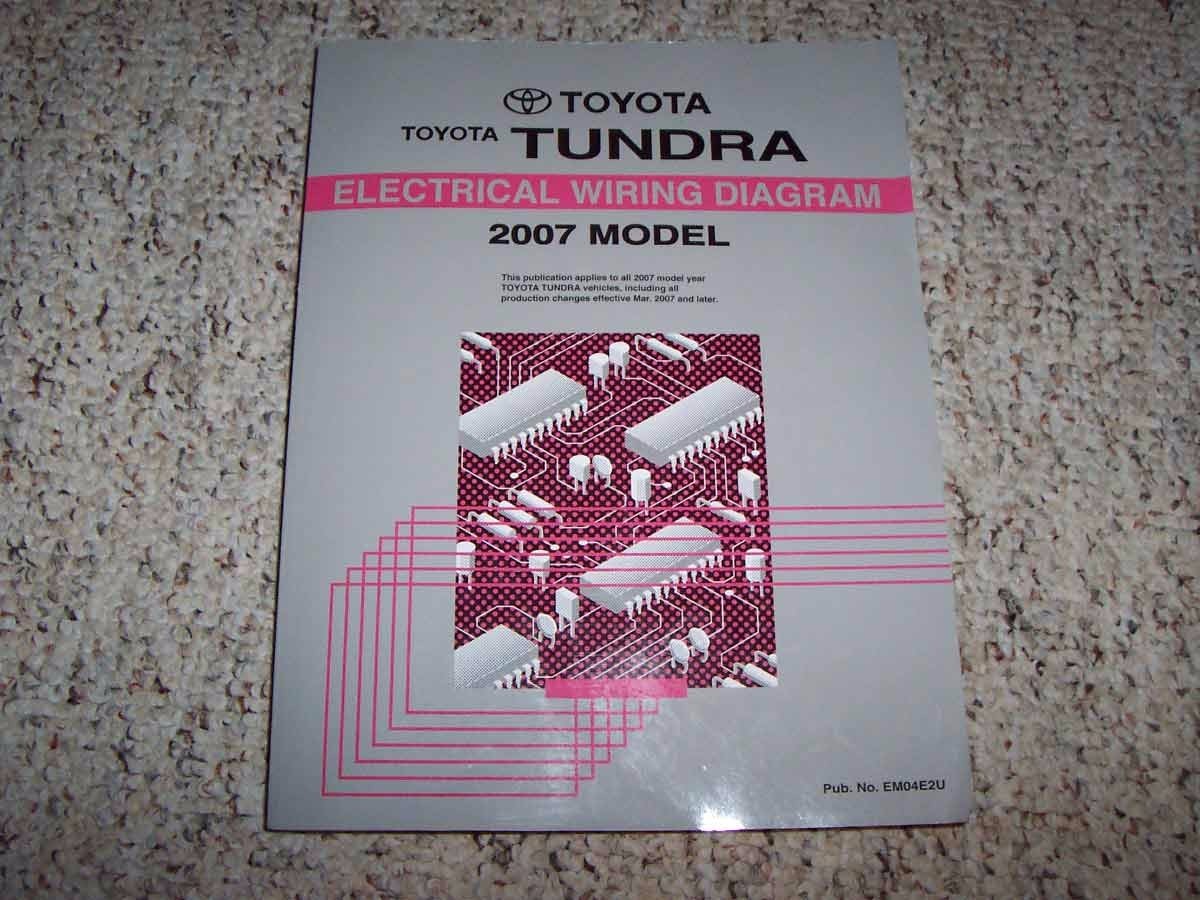 TOYOTA
TOYOTA TUNDRA
ELECTRICAL WIRING DIAGRAM
2007 MODEL
This publication applies to all 2007 model year
TOYOTA TUNDRA vehicles, including all
production changes effective Mar. 2007 and later.
Pub. No. EM04E2U